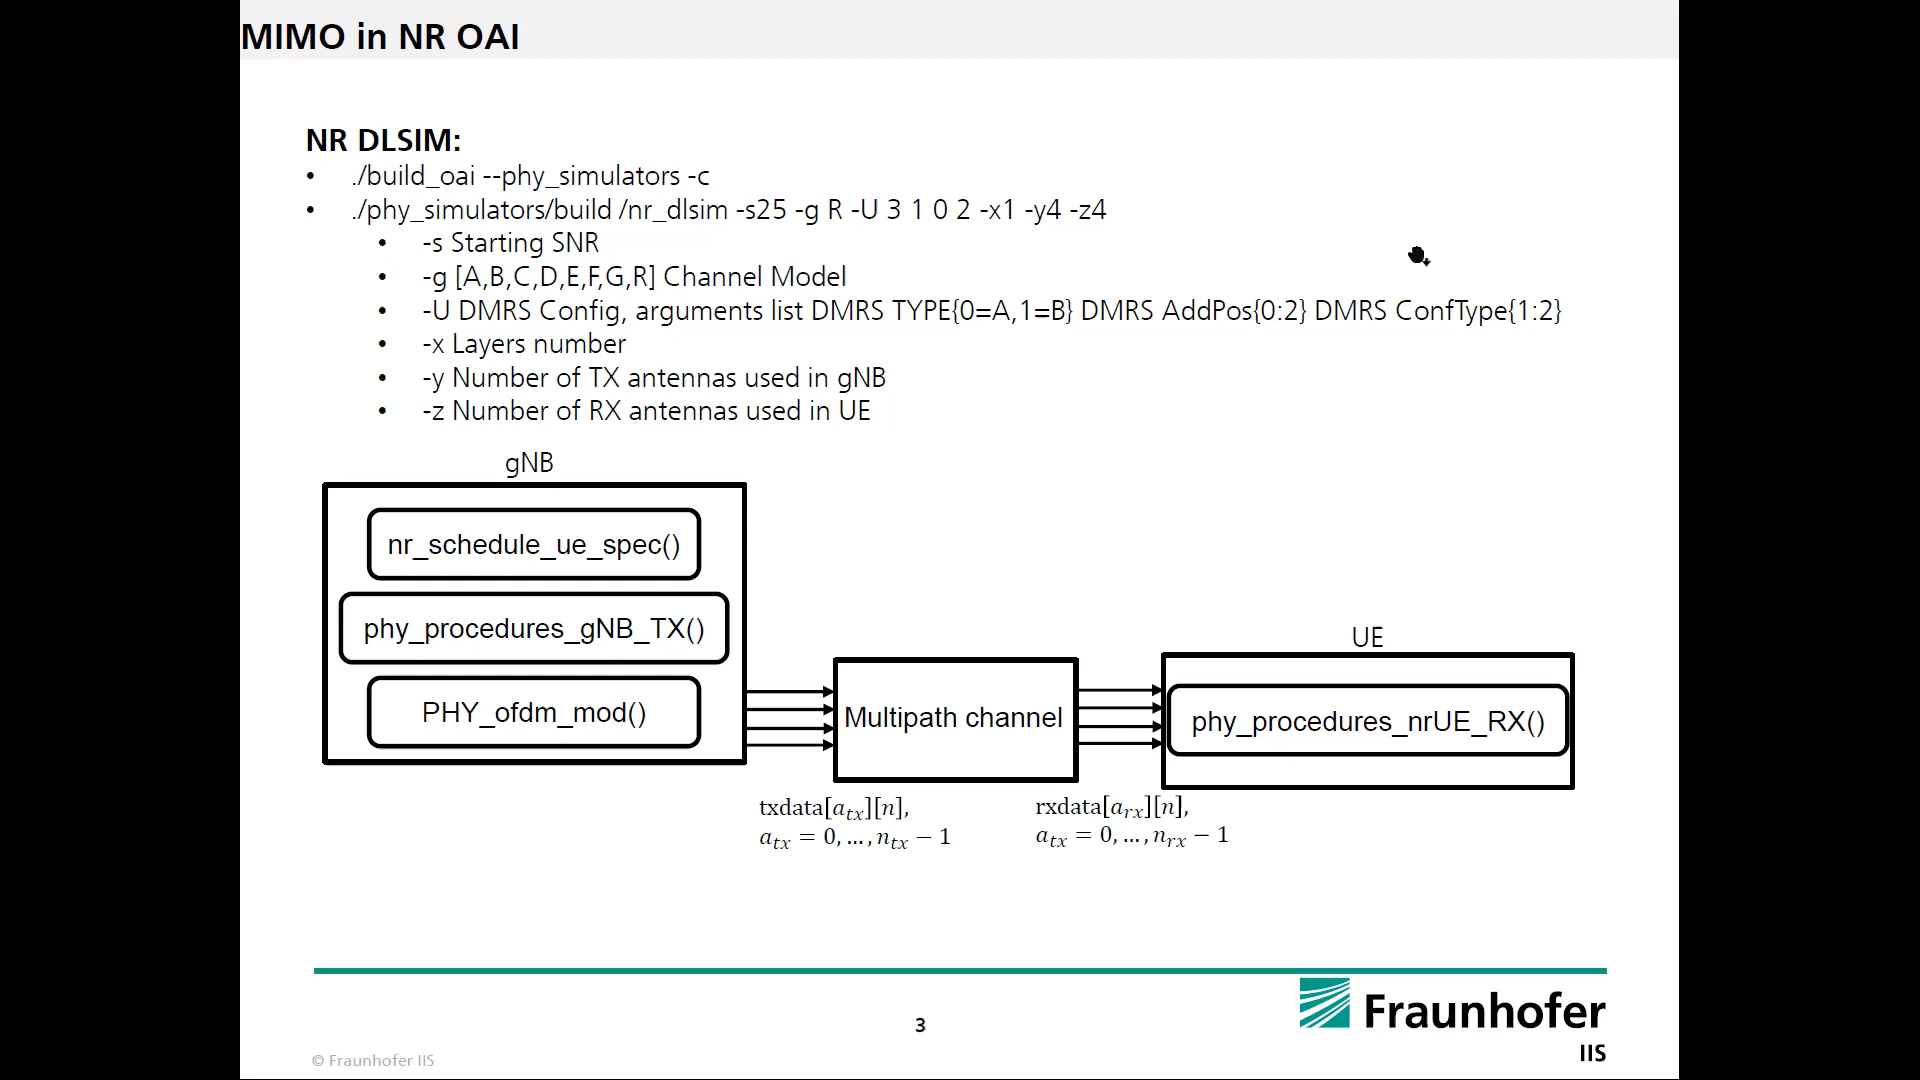 MIMO in NR OAI
NR DLSIM:
• ./build_oai --phy_simulators -c
• ./phy_simulators/build /nr_dlsim -s25 -g R -U 3 1 0 2 -x1 -y4 -z4
• -s Starting SNR
• -g [A,B,C,D,E,F,G,R] Channel Model
• -U DMRS Config, arguments list DMRS TYPE{0=A,1=B} DMRS AddPos{0:2} DMRS ConfType{1:2}
• -x Layers number
• -y Number of TX antennas used in gNB
• -z Number of RX antennas used in UE
gNB
nr_schedule_ue_spec()
phy_procedures_gNB_TX()
PHY_ofdm_mod()
Multipath channel
UE
phy_procedures_nrUE_RX()
txdata[a_tx][n],
a_tx = 0, ... , n_tx − 1
rxdata[a_rx][n],
a_tx = 0, ... , n_rx − 1
Fraunhofer
IIS
3
© Fraunhofer IIS